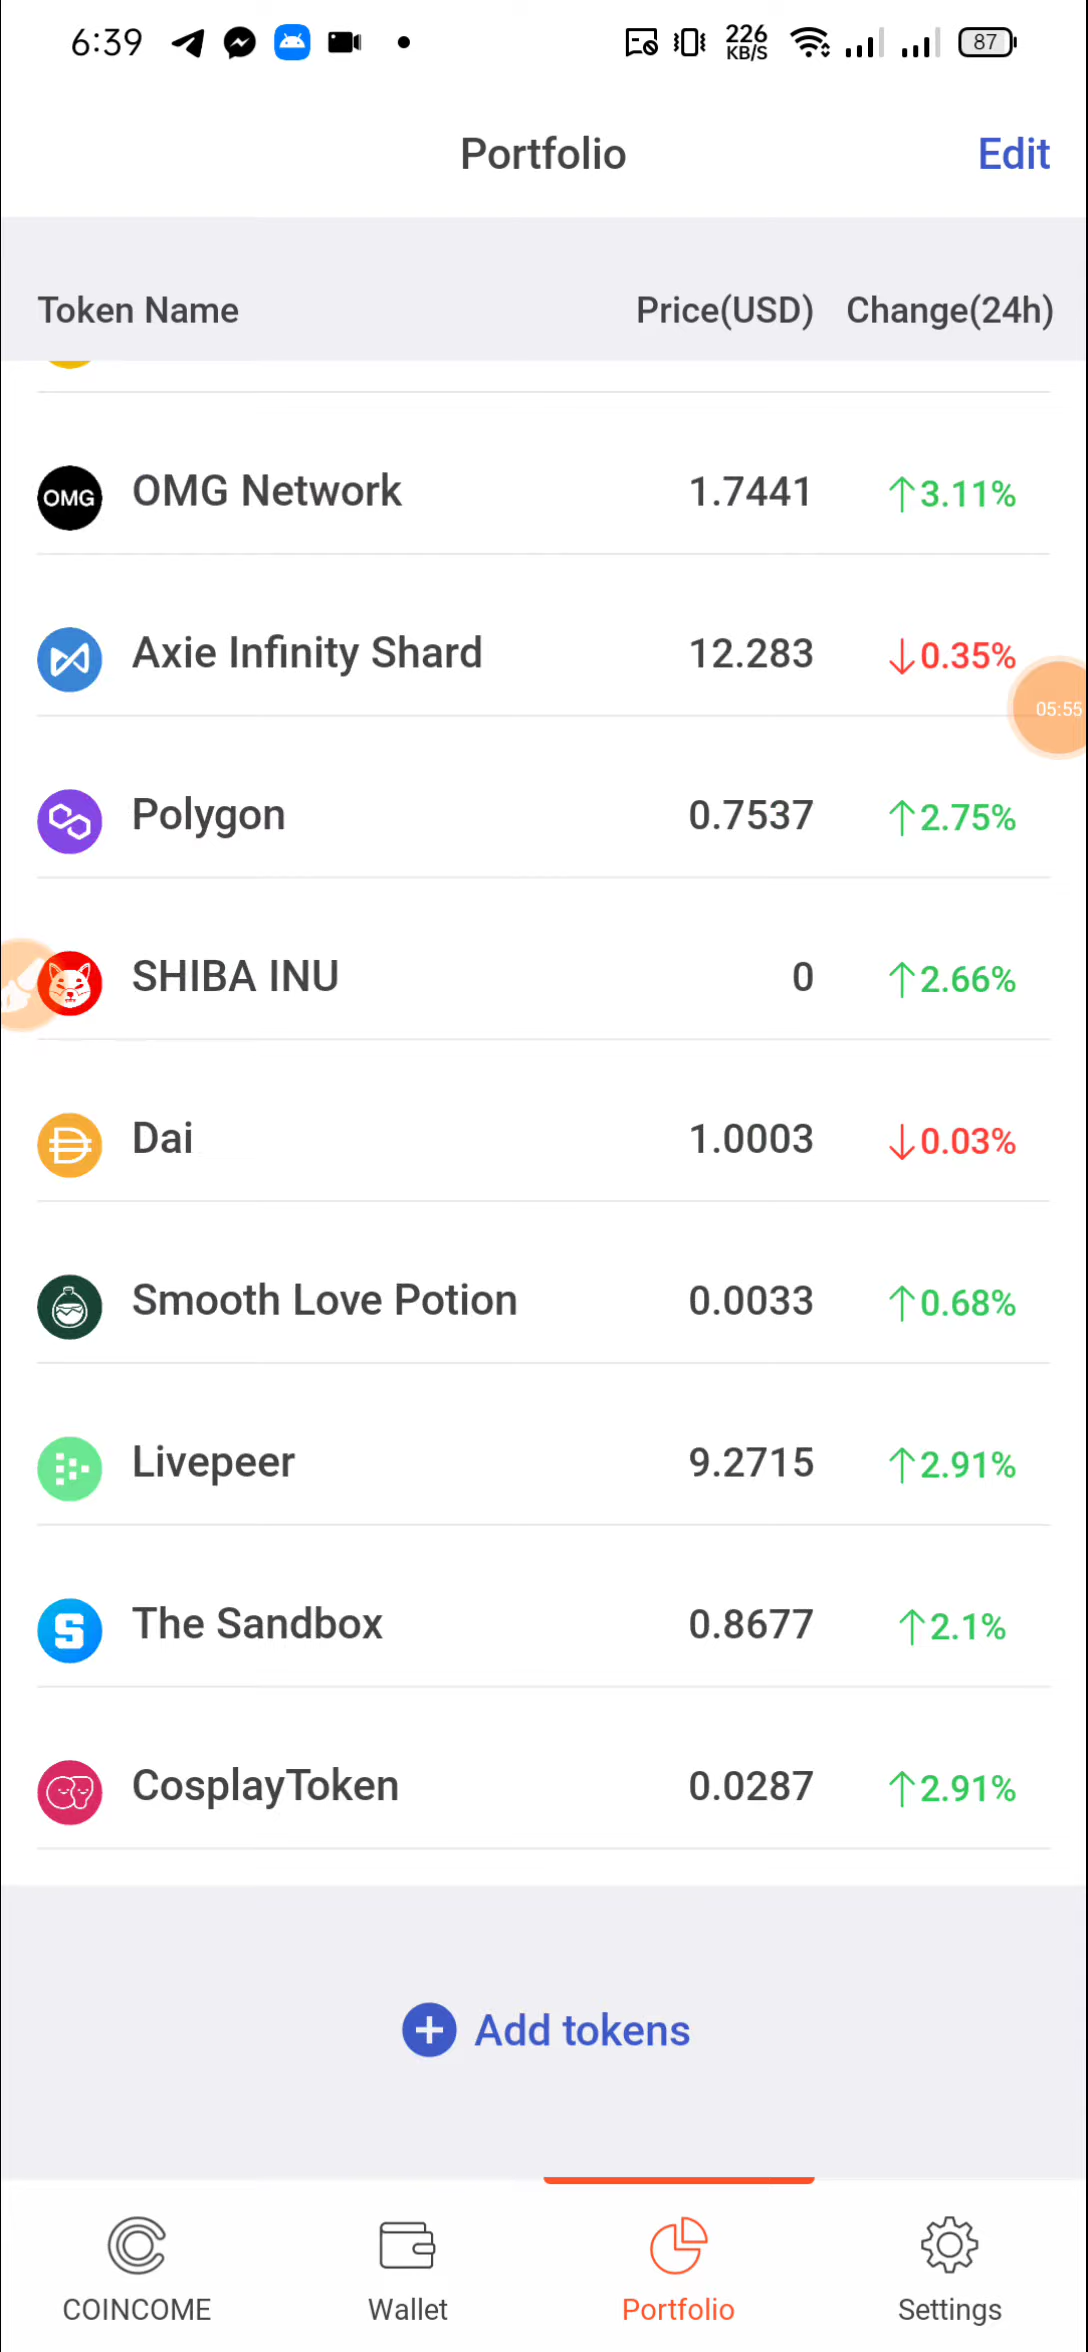 6:39 226 KB/S 87
Portfolio Edit
Token Name Price(USD) Change(24h)
OMG OMG Network 1.7441 ↑3.11%
Axie Infinity Shard 12.283 ↓0.35%
05:55
Polygon 0.7537 ↑2.75%
SHIBA INU 0 ↑2.66%
Dai 1.0003 ↓0.03%
Smooth Love Potion 0.0033 ↑0.68%
Livepeer 9.2715 ↑2.91%
The Sandbox 0.8677 ↑2.1%
CosplayToken 0.0287 ↑2.91%
Add tokens
COINCOME Wallet Portfolio Settings